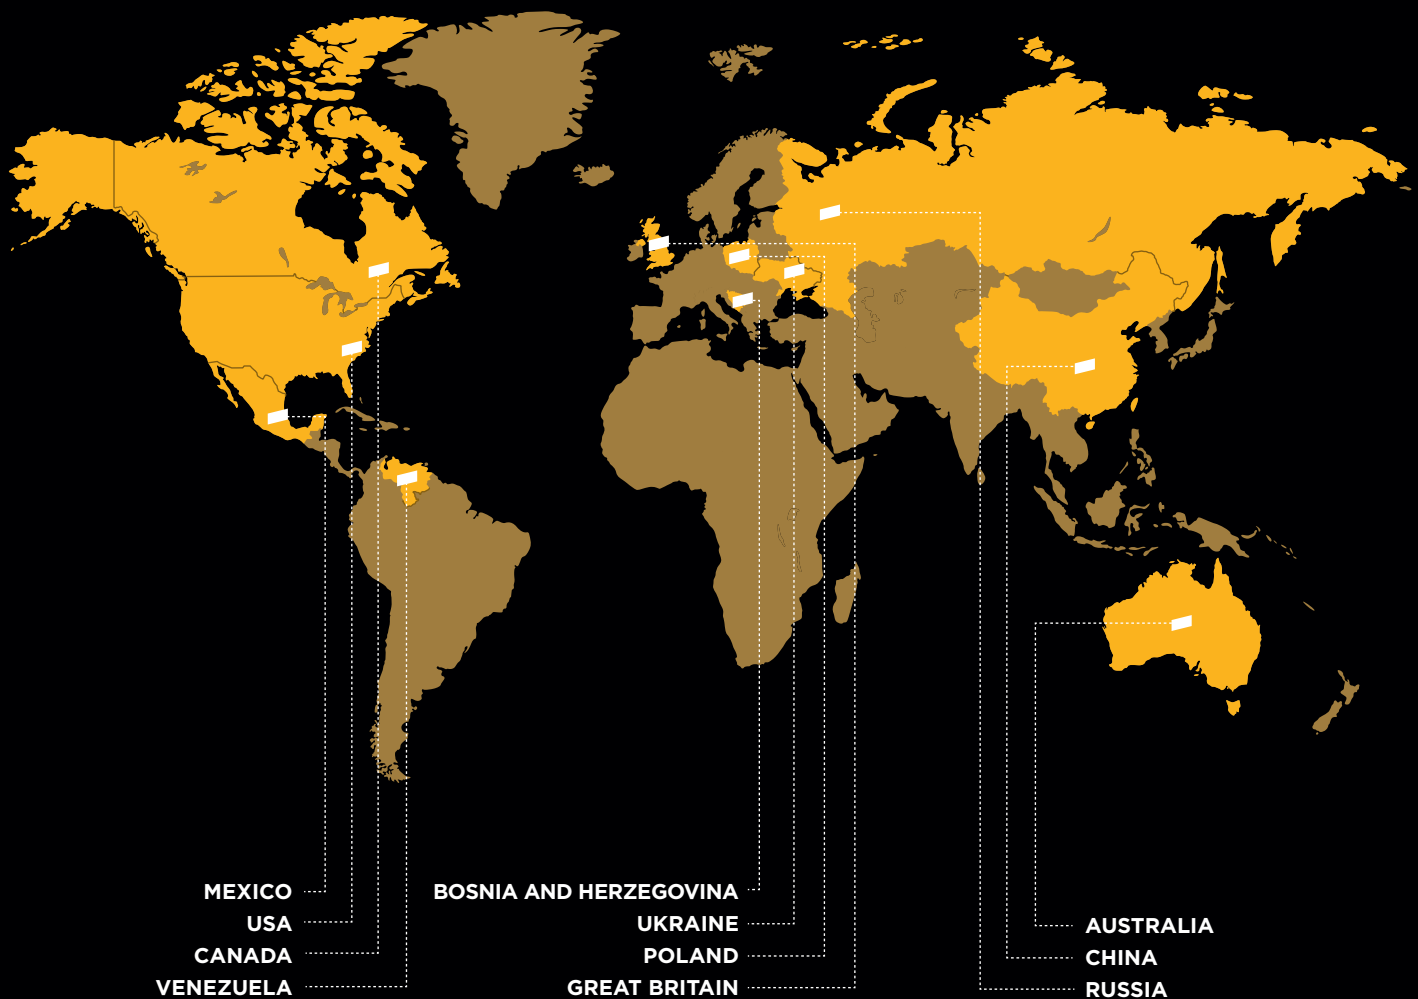 MEXICO
USA
CANADA
VENEZUELA
BOSNIA AND HERZEGOVINA
UKRAINE
POLAND
GREAT BRITAIN
AUSTRALIA
CHINA
RUSSIA